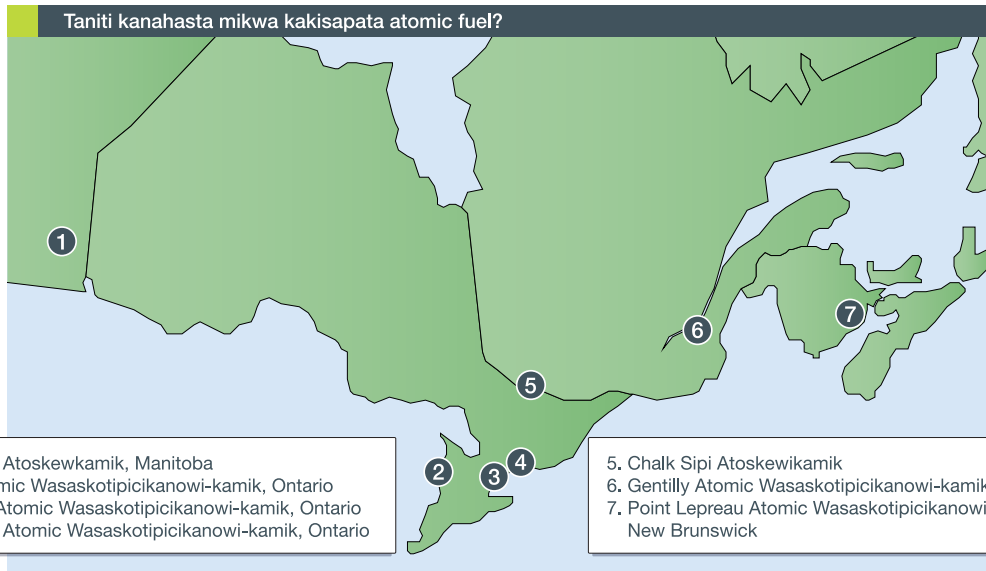 Taniti kanahasta mikwa kakisapata atomic fuel?
1
6
7
5
2
3
4
Atoskewkamik, Manitoba
Wasaskotipicikanowi-kamik, Ontario
Atomic Wasaskotipicikanowi-kamik, Ontario
Atomic Wasaskotipicikanowi-kamik, Ontario
5. Chalk Sipi Atoskewikamik
6. Gentilly Atomic Wasaskotipicikanowi-kamik
7. Point Lepreau Atomic Wasaskotipicikanowi
New Brunswick